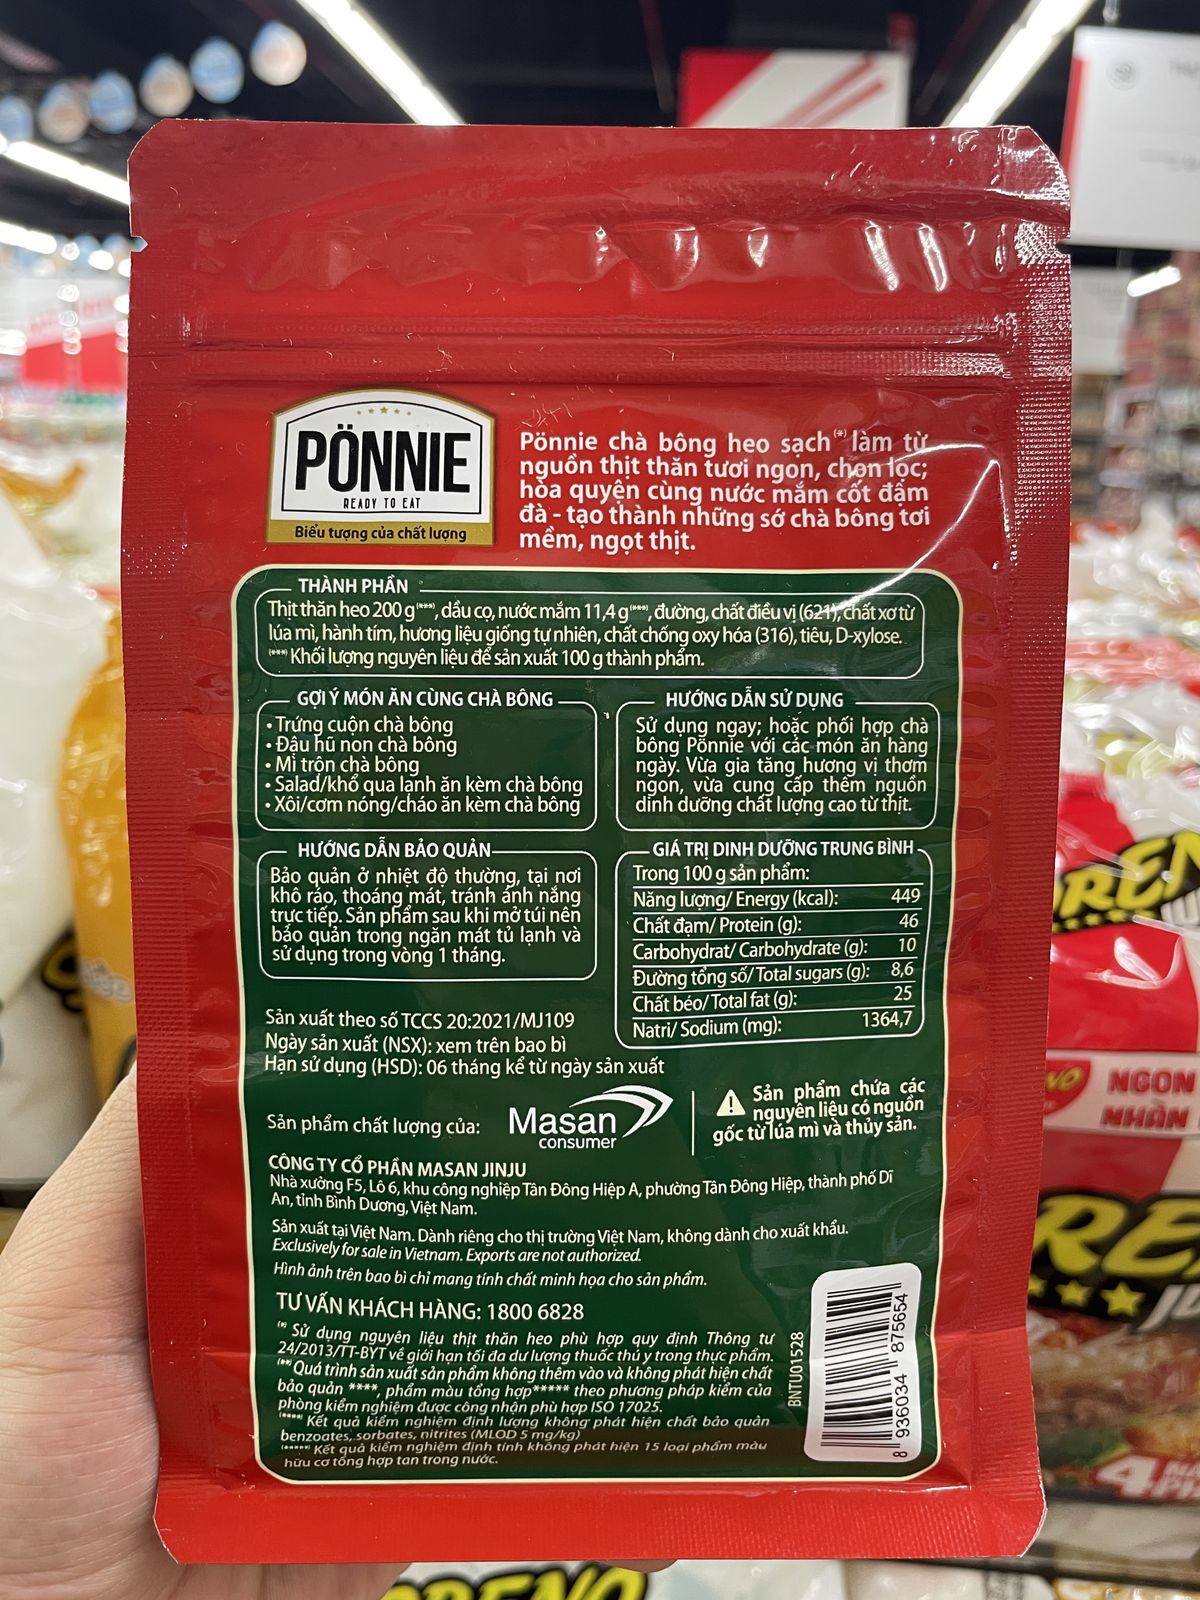 PÖNNIE
READY TO EAT
Biểu tượng của chất lượng
Pönnie chà bông heo sạch(*) làm từ
nguồn thịt thăn tươi ngon, chọn lọc;
hòa quyện cùng nước mắm cốt đậm
đà - tạo thành những sớ chà bông tơi
mềm, ngọt thịt.
THÀNH PHẦN
Thịt thăn heo 200 g(***), dầu cọ, nước mắm 11,4 g(***), đường, chất điều vị (621), chất xơ từ
lúa mì, hành tím, hương liệu giống tự nhiên, chất chống oxy hóa (316), tiêu, D-xylose.
(***) Khối lượng nguyên liệu để sản xuất 100 g thành phẩm.
GỢI Ý MÓN ĂN CÙNG CHÀ BÔNG
• Trứng cuộn chà bông
• Đậu hũ non chà bông
• Mì trộn chà bông
• Salad/khổ qua lạnh ăn kèm chà bông
• Xôi/cơm nóng/cháo ăn kèm chà bông
HƯỚNG DẪN SỬ DỤNG
Sử dụng ngay; hoặc phối hợp chà
bông Pönnie với các món ăn hàng
ngày. Vừa gia tăng hương vị thơm
ngon, vừa cung cấp thêm nguồn
dinh dưỡng chất lượng cao từ thịt.
HƯỚNG DẪN BẢO QUẢN
Bảo quản ở nhiệt độ thường, tại nơi
khô ráo, thoáng mát, tránh ánh nắng
trực tiếp. Sản phẩm sau khi mở túi nên
bảo quản trong ngăn mát tủ lạnh và
sử dụng trong vòng 1 tháng.
GIÁ TRỊ DINH DƯỠNG TRUNG BÌNH
Trong 100 g sản phẩm:
Năng lượng/ Energy (kcal): 449
Chất đạm/ Protein (g): 46
Carbohydrat/ Carbohydrate (g): 10
Đường tổng số/ Total sugars (g): 8,6
Chất béo/ Total fat (g): 25
Natri/ Sodium (mg): 1364,7
Sản xuất theo số TCCS 20:2021/MJ109
Ngày sản xuất (NSX): xem trên bao bì
Hạn sử dụng (HSD): 06 tháng kể từ ngày sản xuất
Sản phẩm chất lượng của:
Masan
consumer
Sản phẩm chứa các
nguyên liệu có nguồn
gốc từ lúa mì và thủy sản.
CÔNG TY CỔ PHẦN MASAN JINJU
Nhà xưởng F5, Lô 6, khu công nghiệp Tân Đông Hiệp A, phường Tân Đông Hiệp, thành phố Dĩ
An, tỉnh Bình Dương, Việt Nam.
Sản xuất tại Việt Nam. Dành riêng cho thị trường Việt Nam, không dành cho xuất khẩu.
Exclusively for sale in Vietnam. Exports are not authorized.
Hình ảnh trên bao bì chỉ mang tính chất minh họa cho sản phẩm.
TƯ VẤN KHÁCH HÀNG: 1800 6828
(*) Sử dụng nguyên liệu thịt thăn heo phù hợp quy định Thông tư
24/2013/TT-BYT về giới hạn tối đa dư lượng thuốc thú y trong thực phẩm.
(**) Quá trình sản xuất sản phẩm không thêm vào và không phát hiện chất
bảo quản ****, phẩm màu tổng hợp***** theo phương pháp kiểm của
phòng kiểm nghiệm được công nhận phù hợp ISO 17025.
(****) Kết quả kiểm nghiệm định lượng không phát hiện chất bảo quản
benzoates, sorbates, nitrites (MLOD 5 mg/kg)
(*****) Kết quả kiểm nghiệm định tính không phát hiện 15 loại phẩm màu
hữu cơ tổng hợp tan trong nước.
BNTU01528
8 936034 875654
NGON
NHÂN
4